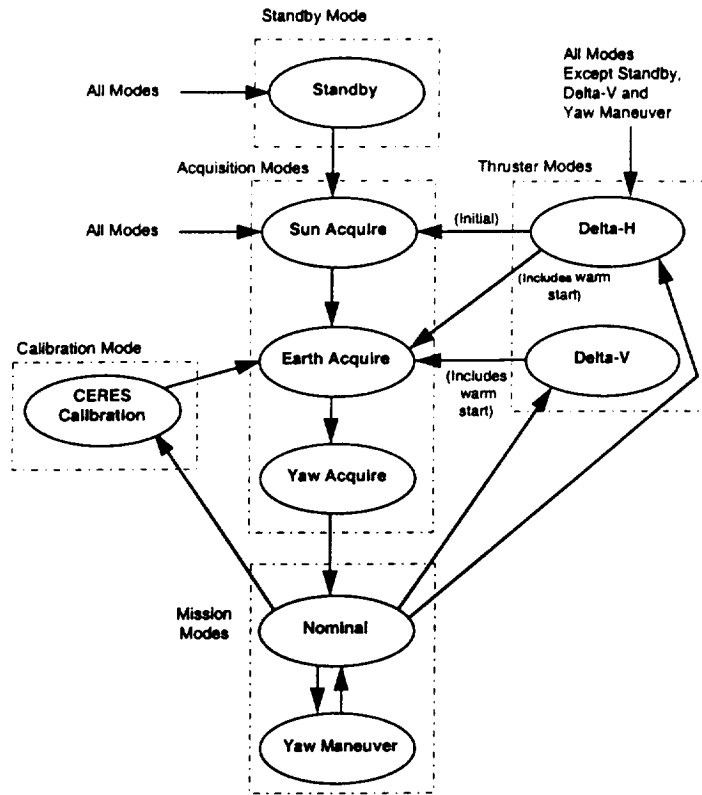 Standby Mode
All Modes
Standby
All Modes
Except Standby,
Delta-V and
Yaw Maneuver
Acquisition Modes
Thruster Modes
All Modes
Sun Acquire
(Initial)
Delta-H
(Includes warm
start)
Calibration Mode
Earth Acquire
Delta-V
(Includes
warm
start)
CERES
Calibration
Yaw Acquire
Mission
Modes
Nominal
Yaw Maneuver